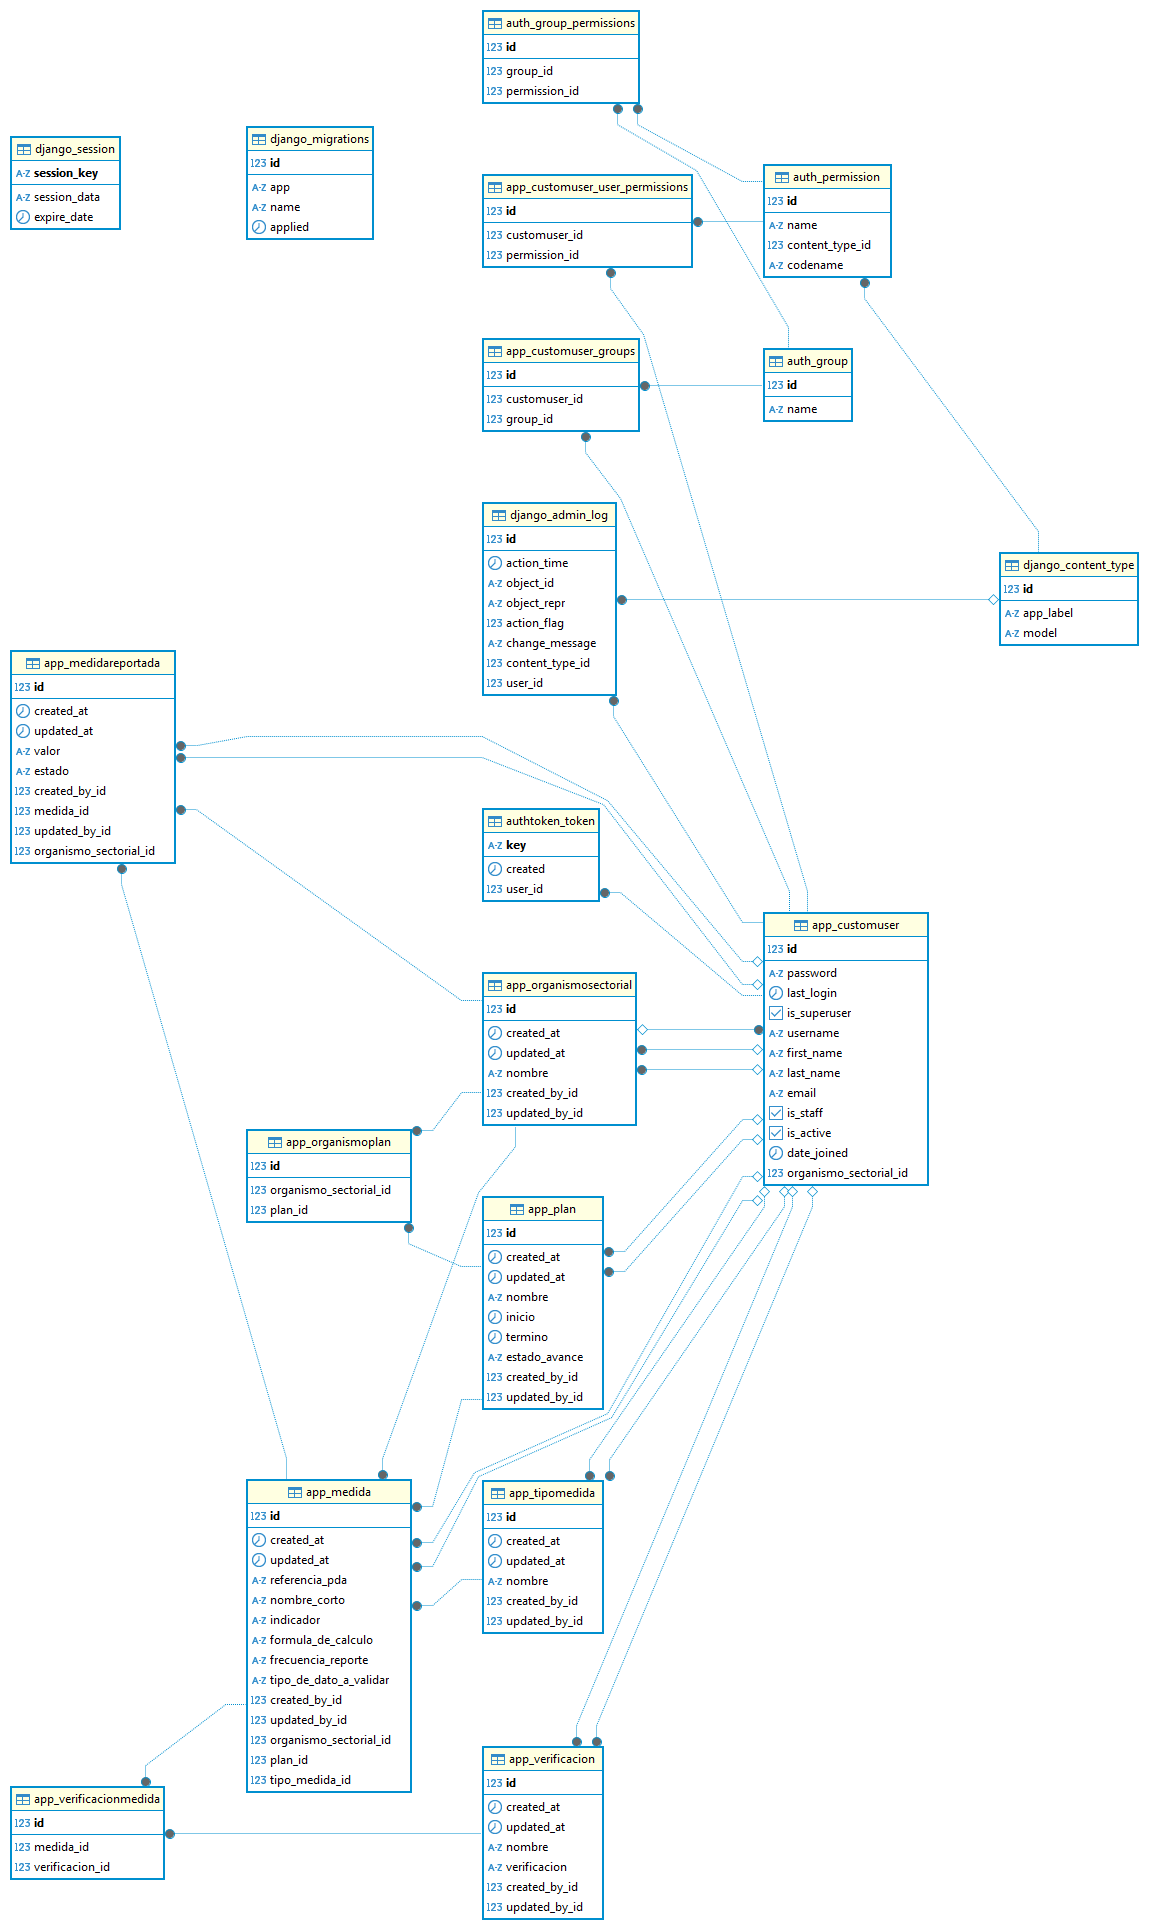 auth_group_permissions
123 id
123 group_id
123 permission_id
django_session
A-Z session_key
A-Z session_data
expire_date
django_migrations
123 id
A-Z app
A-Z name
applied
app_customuser_user_permissions
123 id
123 customuser_id
123 permission_id
auth_permission
123 id
A-Z name
123 content_type_id
A-Z codename
app_customuser_groups
123 id
123 customuser_id
123 group_id
auth_group
123 id
A-Z name
django_admin_log
123 id
action_time
A-Z object_id
A-Z object_repr
123 action_flag
A-Z change_message
123 content_type_id
123 user_id
django_content_type
123 id
A-Z app_label
A-Z model
app_medidareportada
123 id
created_at
updated_at
A-Z valor
A-Z estado
123 created_by_id
123 medida_id
123 updated_by_id
123 organismo_sectorial_id
authtoken_token
A-Z key
created
123 user_id
app_customuser
123 id
A-Z password
last_login
is_superuser
A-Z username
A-Z first_name
A-Z last_name
A-Z email
is_staff
is_active
date_joined
123 organismo_sectorial_id
app_organismosectorial
123 id
created_at
updated_at
A-Z nombre
123 created_by_id
123 updated_by_id
app_organismoplan
123 id
123 organismo_sectorial_id
123 plan_id
app_plan
123 id
created_at
updated_at
A-Z nombre
inicio
termino
A-Z estado_avance
123 created_by_id
123 updated_by_id
app_medida
123 id
created_at
updated_at
A-Z referencia_pda
A-Z nombre_corto
A-Z indicador
A-Z formula_de_calculo
A-Z frecuencia_reporte
A-Z tipo_de_dato_a_validar
123 created_by_id
123 updated_by_id
123 organismo_sectorial_id
123 plan_id
123 tipo_medida_id
app_tipomedida
123 id
created_at
updated_at
A-Z nombre
123 created_by_id
123 updated_by_id
app_verificacionmedida
123 id
123 medida_id
123 verificacion_id
app_verificacion
123 id
created_at
updated_at
A-Z nombre
A-Z verificacion
123 created_by_id
123 updated_by_id